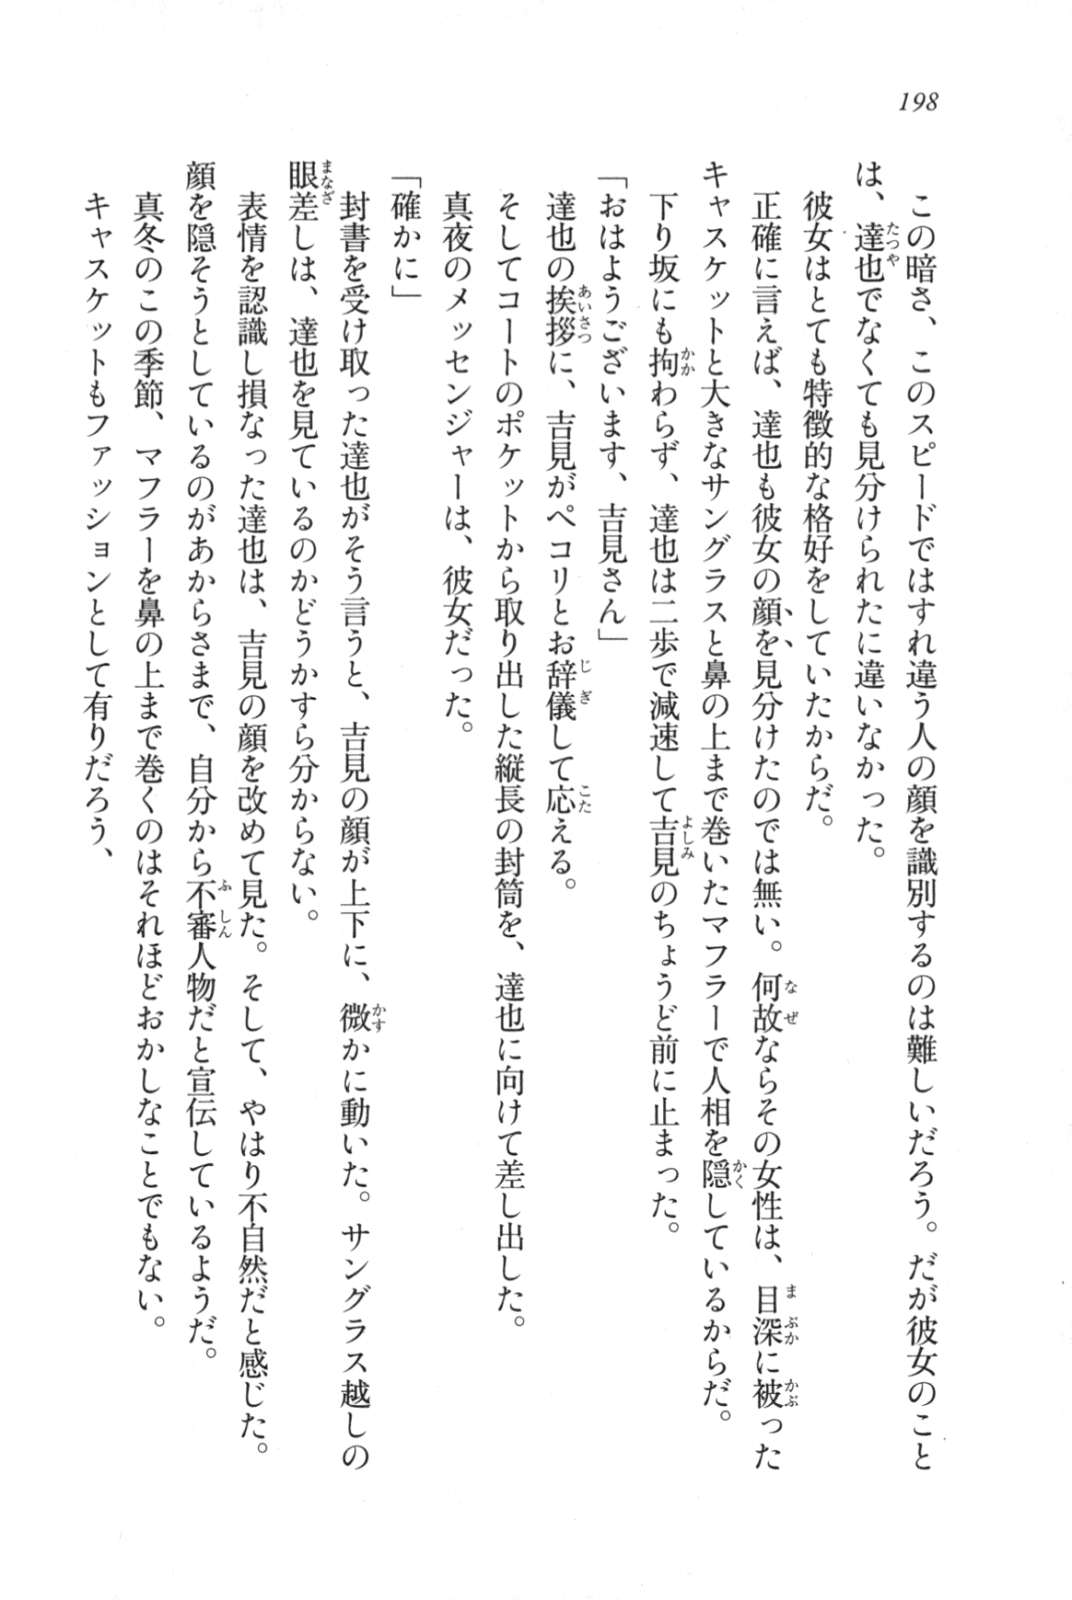 198
この暗さ、このスピードではすれ違う人の顔を識別するのは難しいだろう。だが彼女のこと
は、達也でなくても見分けられたに違いなかった。
彼女はとても特徴的な格好をしていたからだ。
正確に言えば、達也も彼女の顔を見分けたのでは無い。何故ならその女性は、目深に被った
キャスケットと大きなサングラスと鼻の上まで巻いたマフラーで人相を隠しているからだ。
下り坂にも拘わらず、達也は二歩で減速して吉見のちょうど前に止まった。
「おはようございます、吉見さん」
達也の挨拶に、吉見がペコリとお辞儀して応える。
そしてコートのポケットから取り出した縦長の封筒を、達也に向けて差し出した。
真夜のメッセンジャーは、彼女だった。
「確かに」
封書を受け取った達也がそう言うと、吉見の顔が上下に、微かに動いた。サングラス越しの
眼差しは、達也を見ているのかどうかすら分からない。
表情を認識し損なった達也は、吉見の顔を改めて見た。そして、やはり不自然だと感じた。
顔を隠そうとしているのがあからさまで、自分から不審人物だと宣伝しているようだ。
真冬のこの季節、マフラーを鼻の上まで巻くのはそれほどおかしなことでもない。
キャスケットもファッションとして有りだろう、